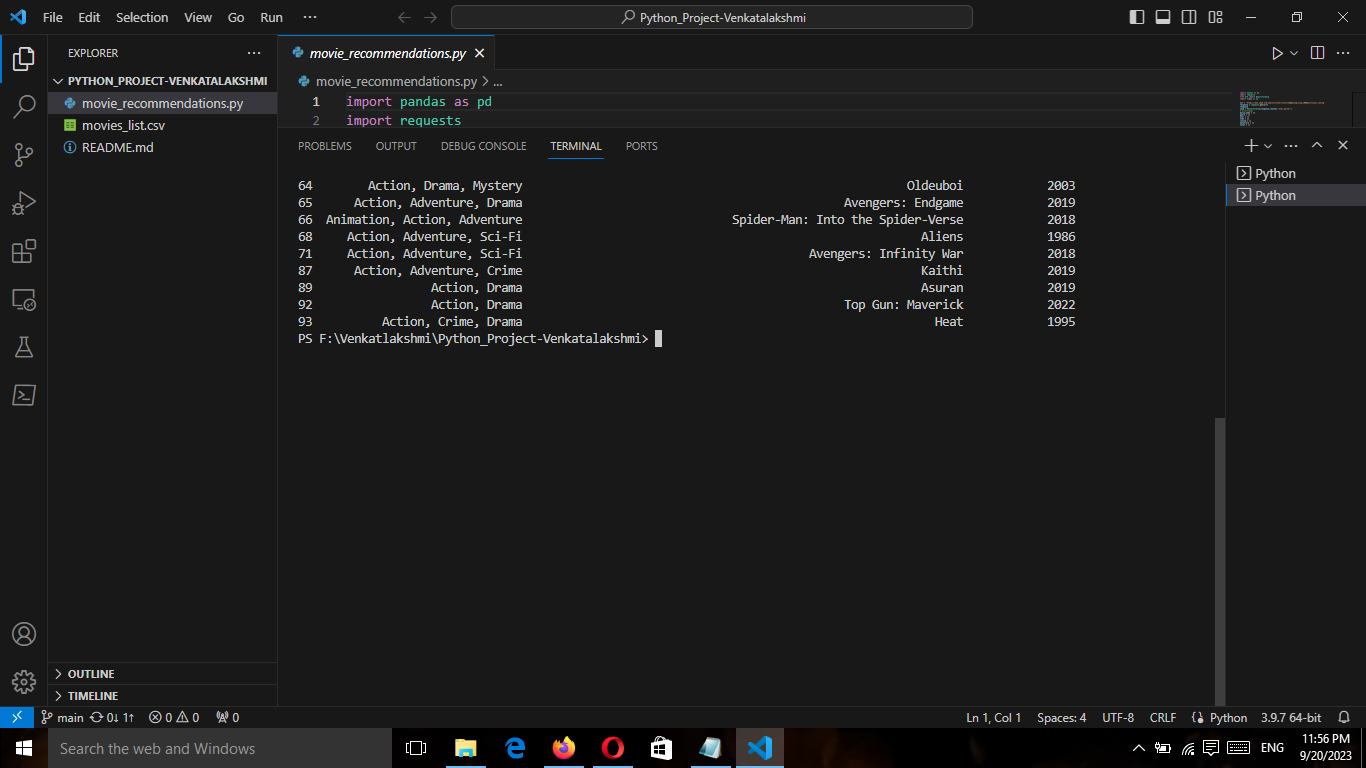 File Edit Selection View Go Run ··· Python_Project-Venkatalakshmi
EXPLORER ···
PYTHON_PROJECT-VENKATALAKSHMI
movie_recommendations.py
movies_list.csv
README.md
OUTLINE
TIMELINE
movie_recommendations.py
movie_recommendations.py > ...
1 import pandas as pd
2 import requests
PROBLEMS OUTPUT DEBUG CONSOLE TERMINAL PORTS
64 Action, Drama, Mystery Oldeuboi 2003
65 Action, Adventure, Drama Avengers: Endgame 2019
66 Animation, Action, Adventure Spider-Man: Into the Spider-Verse 2018
68 Action, Adventure, Sci-Fi Aliens 1986
71 Action, Adventure, Sci-Fi Avengers: Infinity War 2018
87 Action, Adventure, Crime Kaithi 2019
89 Action, Drama Asuran 2019
92 Action, Drama Top Gun: Maverick 2022
93 Action, Crime, Drama Heat 1995
PS F:\Venkatlakshmi\Python_Project-Venkatalakshmi>
Python
Python
main 0↓ 1↑ 0 0 0 Ln 1, Col 1 Spaces: 4 UTF-8 CRLF Python 3.9.7 64-bit
Search the web and Windows
ENG
11:56 PM
9/20/2023